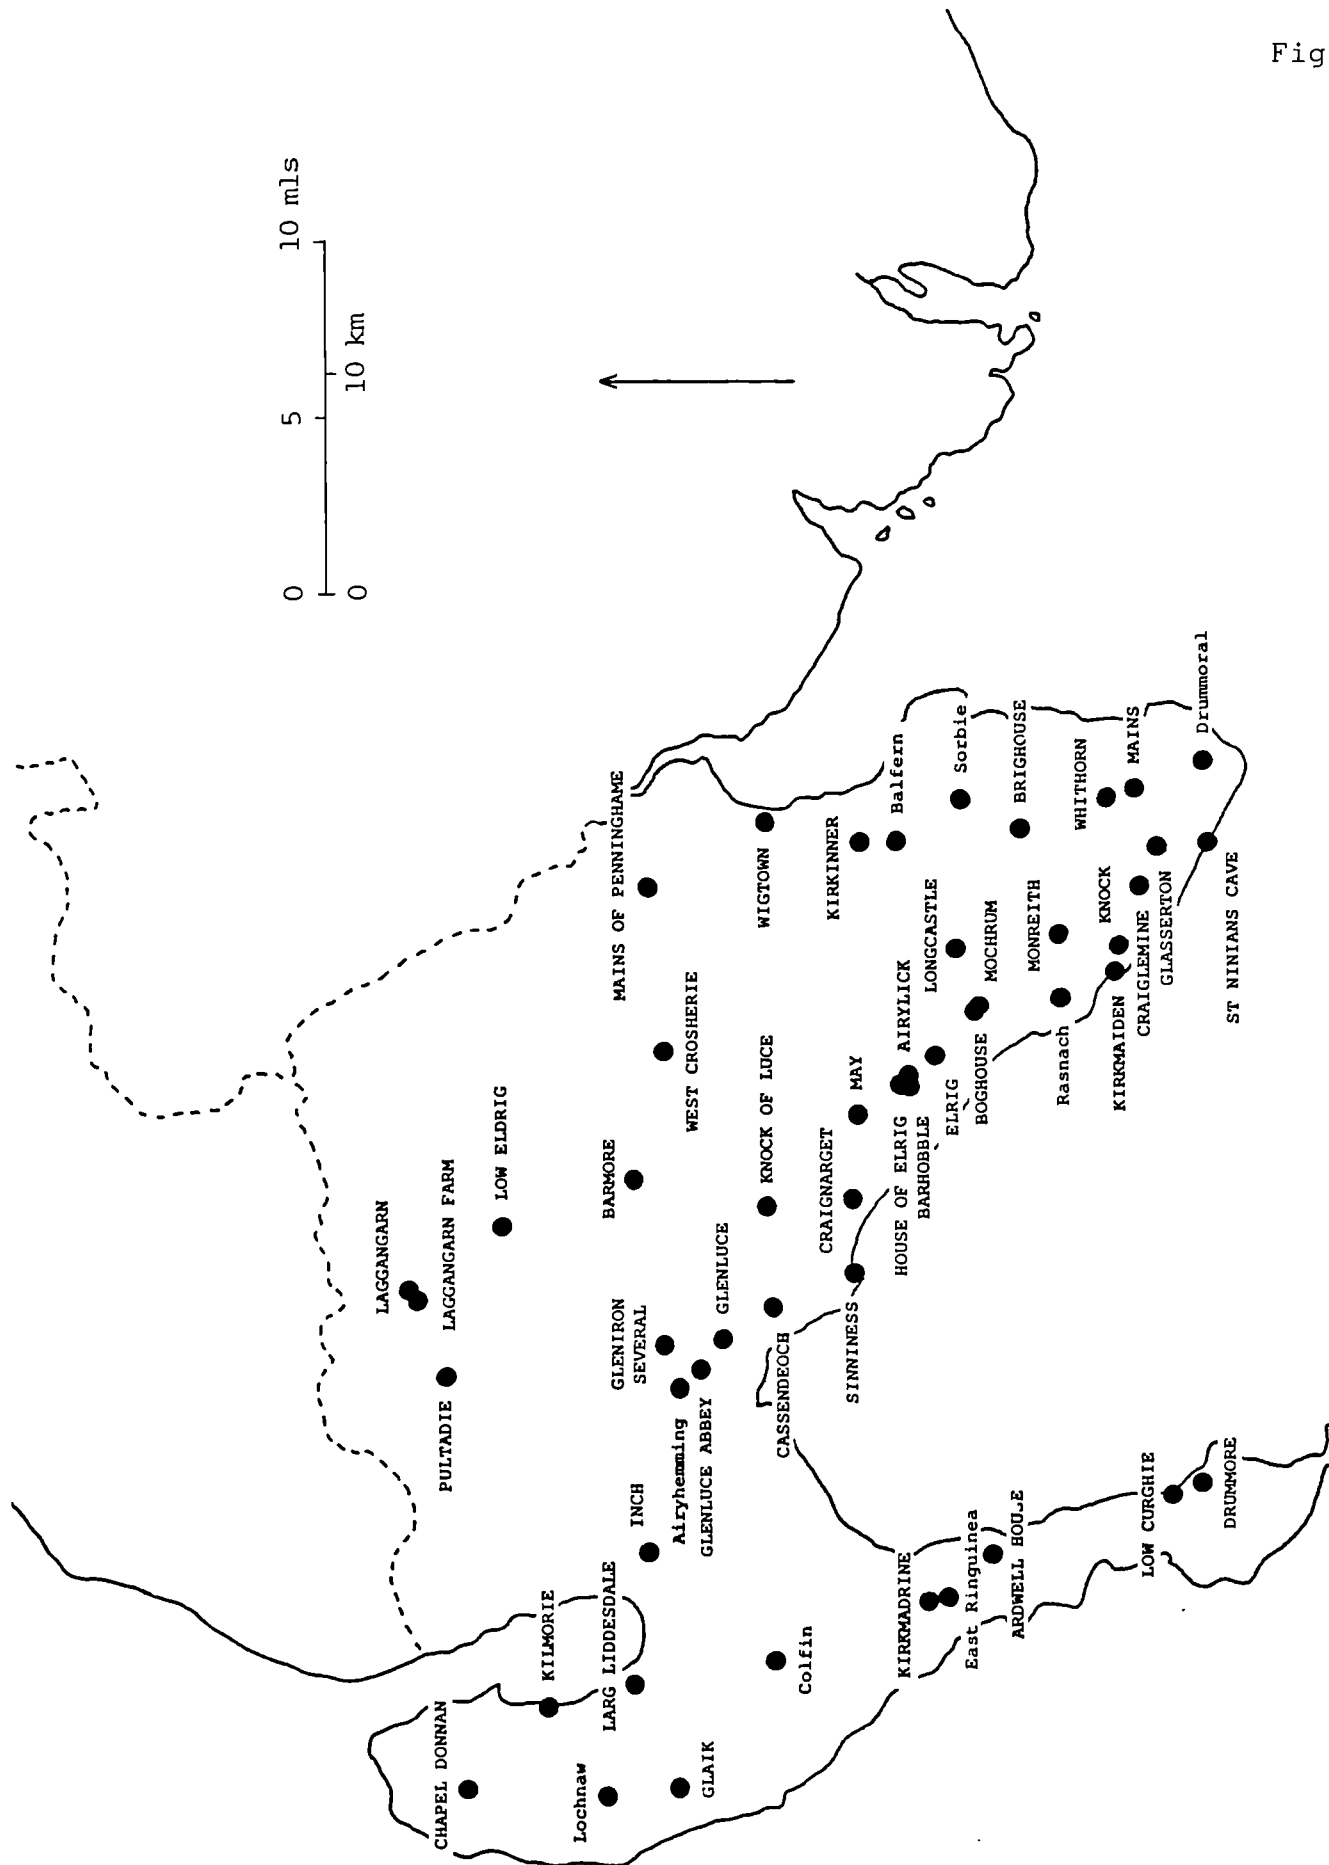 Fig
0 5 10 mls
0 10 km
LAGGANGARN
LAGGANGARN FARM
PULTADIE
LOW ELDRIG
MAINS OF PENNINGHAME
WEST CROSHERIE
BARMORE
GLENIRON
SEVERAL
GLENLUCE
Airyhemming
GLENLUCE ABBEY
KNOCK OF LUCE
WIGTOWN
CASSENDEOCH
INCH
KILMORIE
LARG LIDDESDALE
CHAPEL DONNAN
Lochnaw
GLAIK
Colfin
SINNINESS
CRAIGNARGET
MAY
HOUSE OF ELRIG
BARHOBBLE
AIRYLICK
ELRIG
BOGHOUSE
LONGCASTLE
MOCHRUM
KIRKINNER
Balfern
Sorbie
BRIGHOUSE
MONREITH
Rasnach
KIRKMAIDEN
KNOCK
CRAIGLEMINE
GLASSERTON
WHITHORN
MAINS
Drummoral
ST NINIANS CAVE
KIRKMADRINE
East Ringuinea
ARDWELL HOUSE
LOW CURGHIE
DRUMMORE